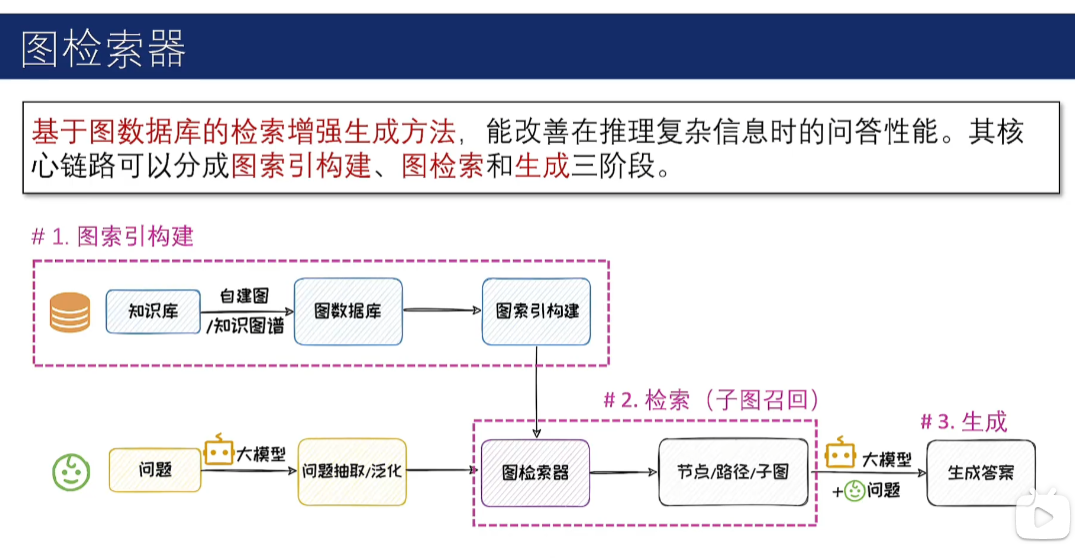 图检索器
基于图数据库的检索增强生成方法，能改善在推理复杂信息时的问答性能。其核
心链路可以分成图索引构建、图检索和生成三阶段。
# 1. 图索引构建
知识库
自建图
/知识图谱
图数据库
图索引构建
# 2. 检索（子图召回）
# 3. 生成
问题
大模型
问题抽取/泛化
图检索器
节点/路径/子图
大模型
+问题
生成答案